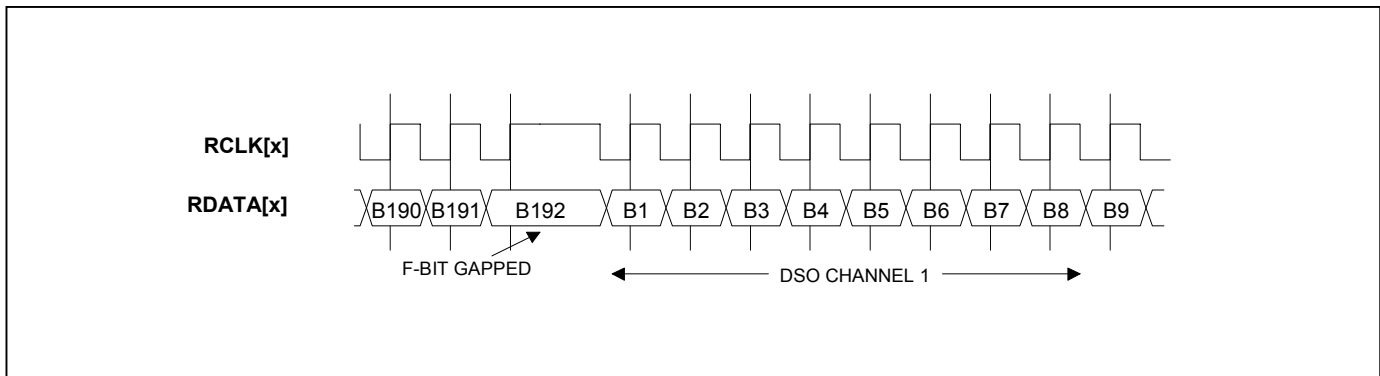 RCLK[x]
RDATA[x]
B190 B191 B192 B1 B2 B3 B4 B5 B6 B7 B8 B9
F-BIT GAPPED
DSO CHANNEL 1